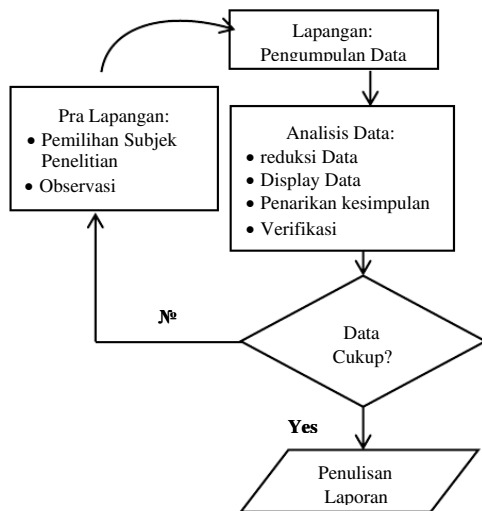 Lapangan:
Pengumpulan Data
Pra Lapangan:
• Pemilihan Subjek
Penelitian
• Observasi
Analisis Data:
• reduksi Data
• Display Data
• Penarikan kesimpulan
• Verifikasi
№
Data
Cukup?
Yes
Penulisan
Laporan